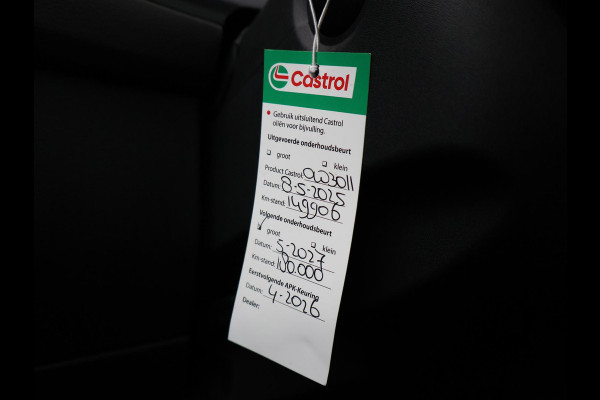 Castrol
Gebruik uitsluitend Castrol
oliën voor bijvulling.
Uitgevoerde onderhoudsbeurt
groot klein
Product Castrol: 0W30ll
Datum: 8-5-2025
Km-stand: 149906
Volgende onderhoudsbeurt
groot klein
Datum: 5-2027
Km-stand: 180.000
Eerstvolgende APK-Keuring
Datum: 4-2026
Dealer: